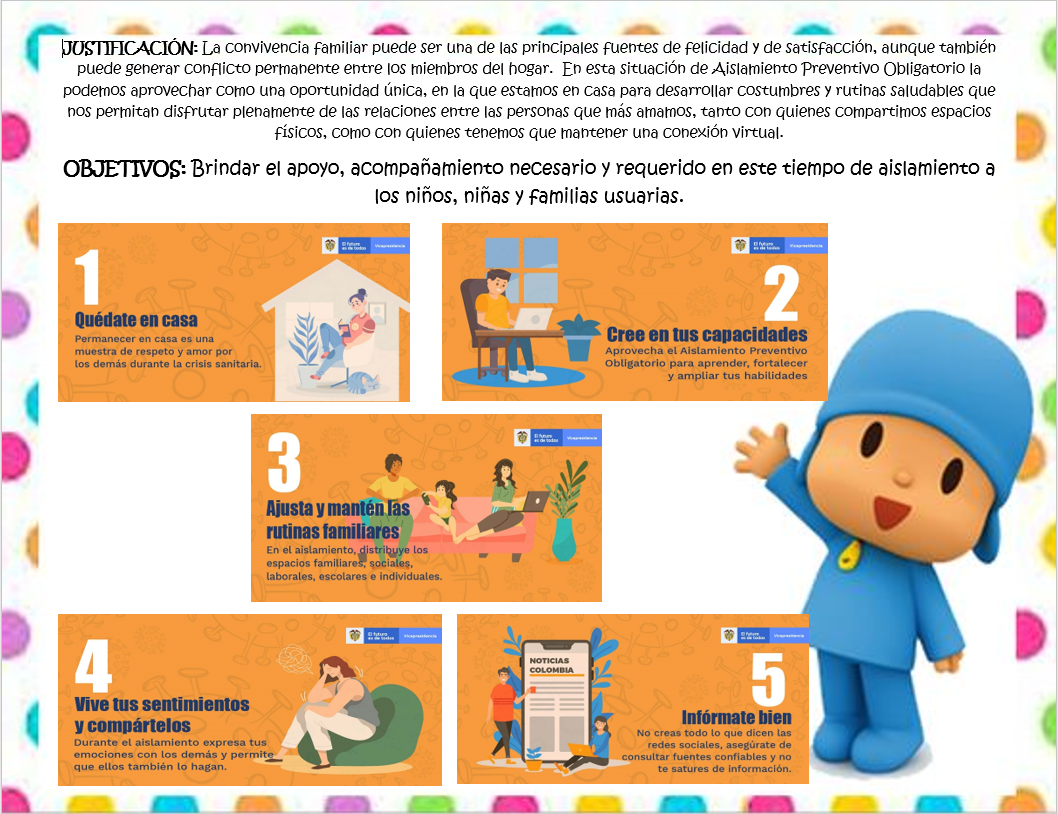 JUSTIFICACIÓN: La convivencia familiar puede ser una de las principales fuentes de felicidad y de satisfacción, aunque también
puede generar conflicto permanente entre los miembros del hogar. En esta situación de Aislamiento Preventivo Obligatorio la
podemos aprovechar como una oportunidad única, en la que estamos en casa para desarrollar costumbres y rutinas saludables que
nos permitan disfrutar plenamente de las relaciones entre las personas que más amamos, tanto con quienes compartimos espacios
físicos, como con quienes tenemos que mantener una conexión virtual.
OBJETIVOS: Brindar el apoyo, acompañamiento necesario y requerido en este tiempo de aislamiento a
los niños, niñas y familias usuarias.
El futuro
es de todos
Vicepresidencia
1
Quédate en casa
Permanecer en casa es una
muestra de respeto y amor por
los demás durante la crisis sanitaria.
El futuro
es de todos
Vicepresidencia
2
Cree en tus capacidades
Aprovecha el Aislamiento Preventivo
Obligatorio para aprender, fortalecer
y ampliar tus habilidades
El futuro
es de todos
Vicepresidencia
3
Ajusta y mantén las
rutinas familiares
En el aislamiento, distribuye los
espacios familiares, sociales,
laborales, escolares e individuales.
El futuro
es de todos
Vicepresidencia
4
Vive tus sentimientos
y compártelos
Durante el aislamiento expresa tus
emociones con los demás y permite
que ellos también lo hagan.
El futuro
es de todos
Vicepresidencia
NOTICIAS
COLOMBIA
5
Infórmate bien
No creas todo lo que dicen las
redes sociales, asegúrate de
consultar fuentes confiables y no
te satures de información.